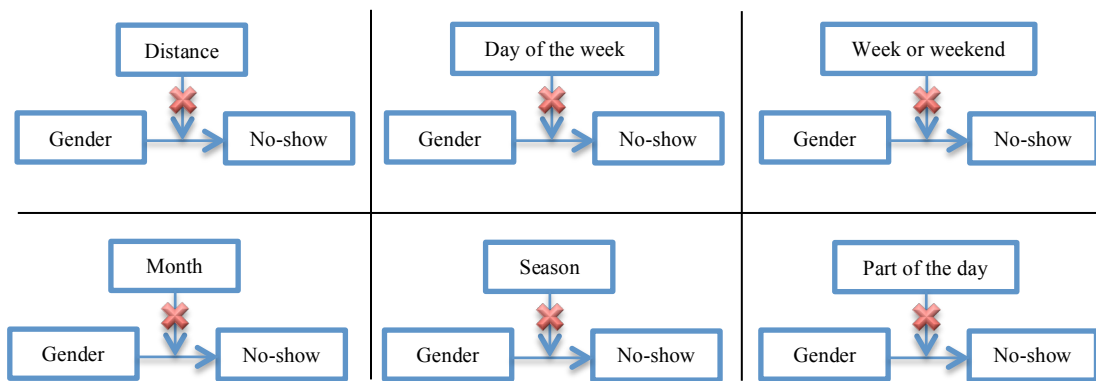 Distance
Gender
No-show
Day of the week
Gender
No-show
Week or weekend
Gender
No-show
Month
Gender
No-show
Season
Gender
No-show
Part of the day
Gender
No-show